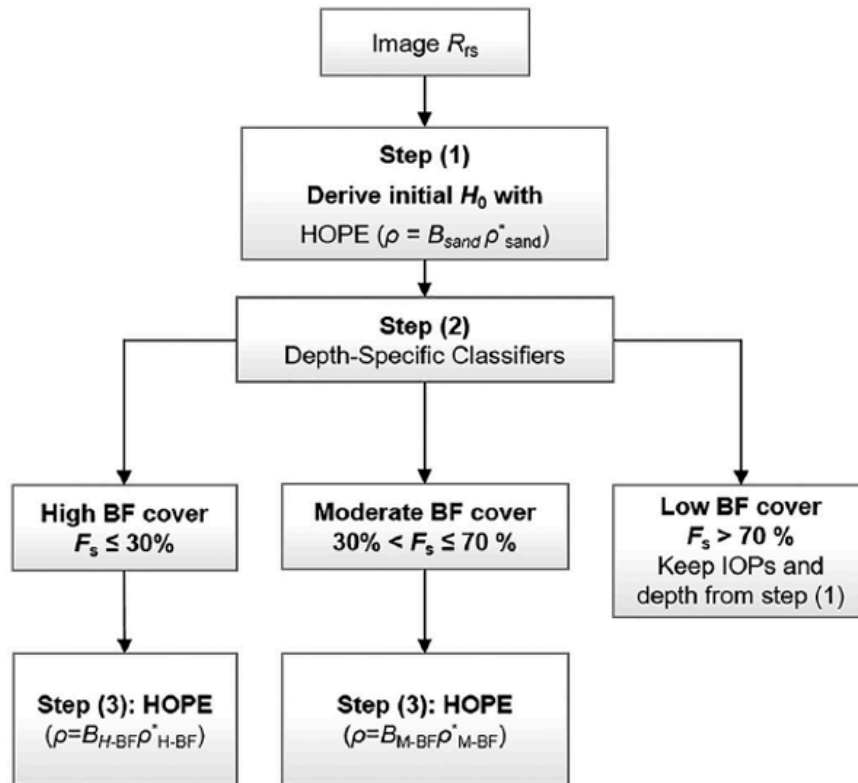 Image Rrs
Step (1)
Derive initial H0 with
HOPE (ρ = Bsand ρ*sand)
Step (2)
Depth-Specific Classifiers
High BF cover
Fs ≤ 30%
Moderate BF cover
30% < Fs ≤ 70 %
Low BF cover
Fs > 70 %
Keep IOPs and
depth from step (1)
Step (3): HOPE
(ρ=BH-BFρ*H-BF)
Step (3): HOPE
(ρ=BM-BFρ*M-BF)